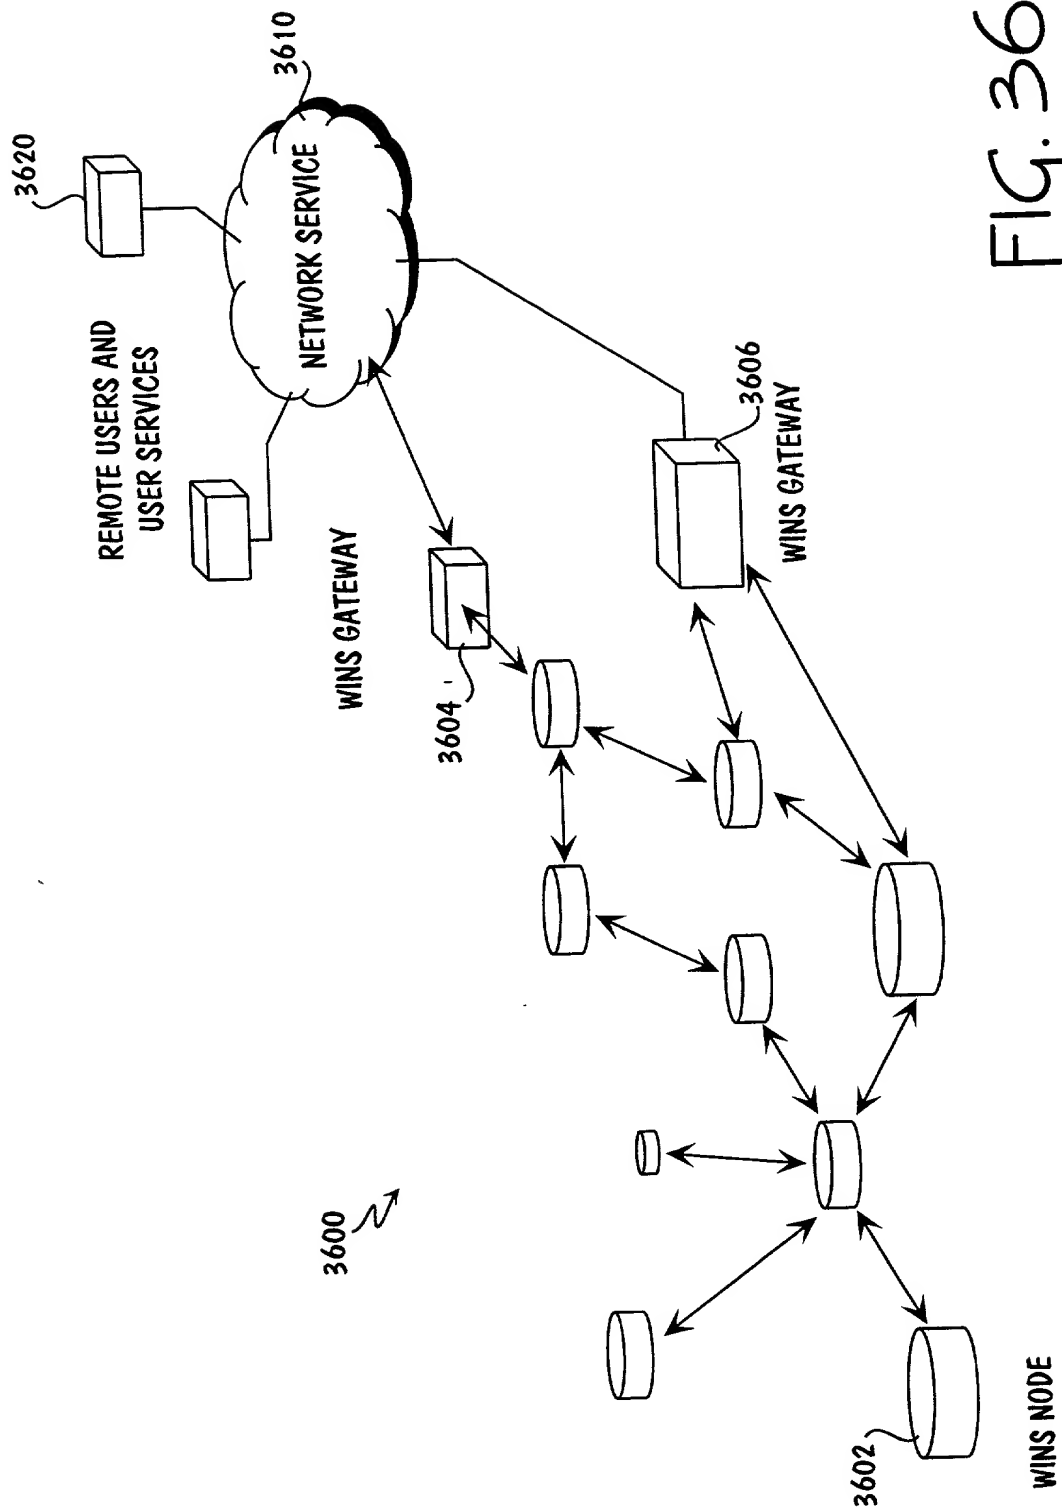 3620
3610
REMOTE USERS AND
USER SERVICES
NETWORK SERVICE
WINS GATEWAY
3604
3606
WINS GATEWAY
3600
3602
WINS NODE
FIG. 36